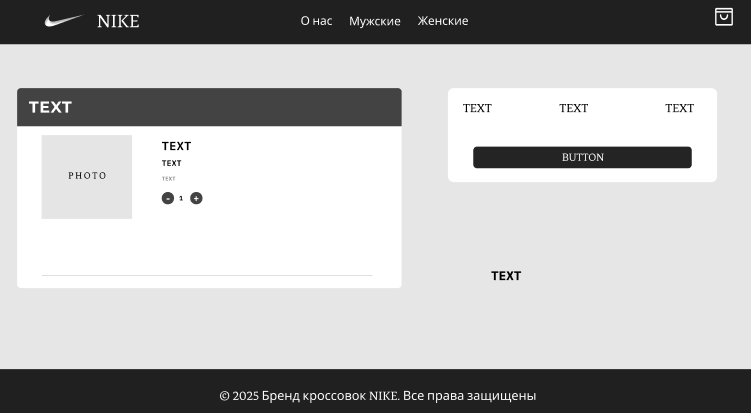 NIKE
О нас Мужские Женские
TEXT
PHOTO
TEXT
TEXT
TEXT
- 1 +
TEXT TEXT TEXT
BUTTON
TEXT
© 2025 Бренд кроссовок NIKE. Все права защищены